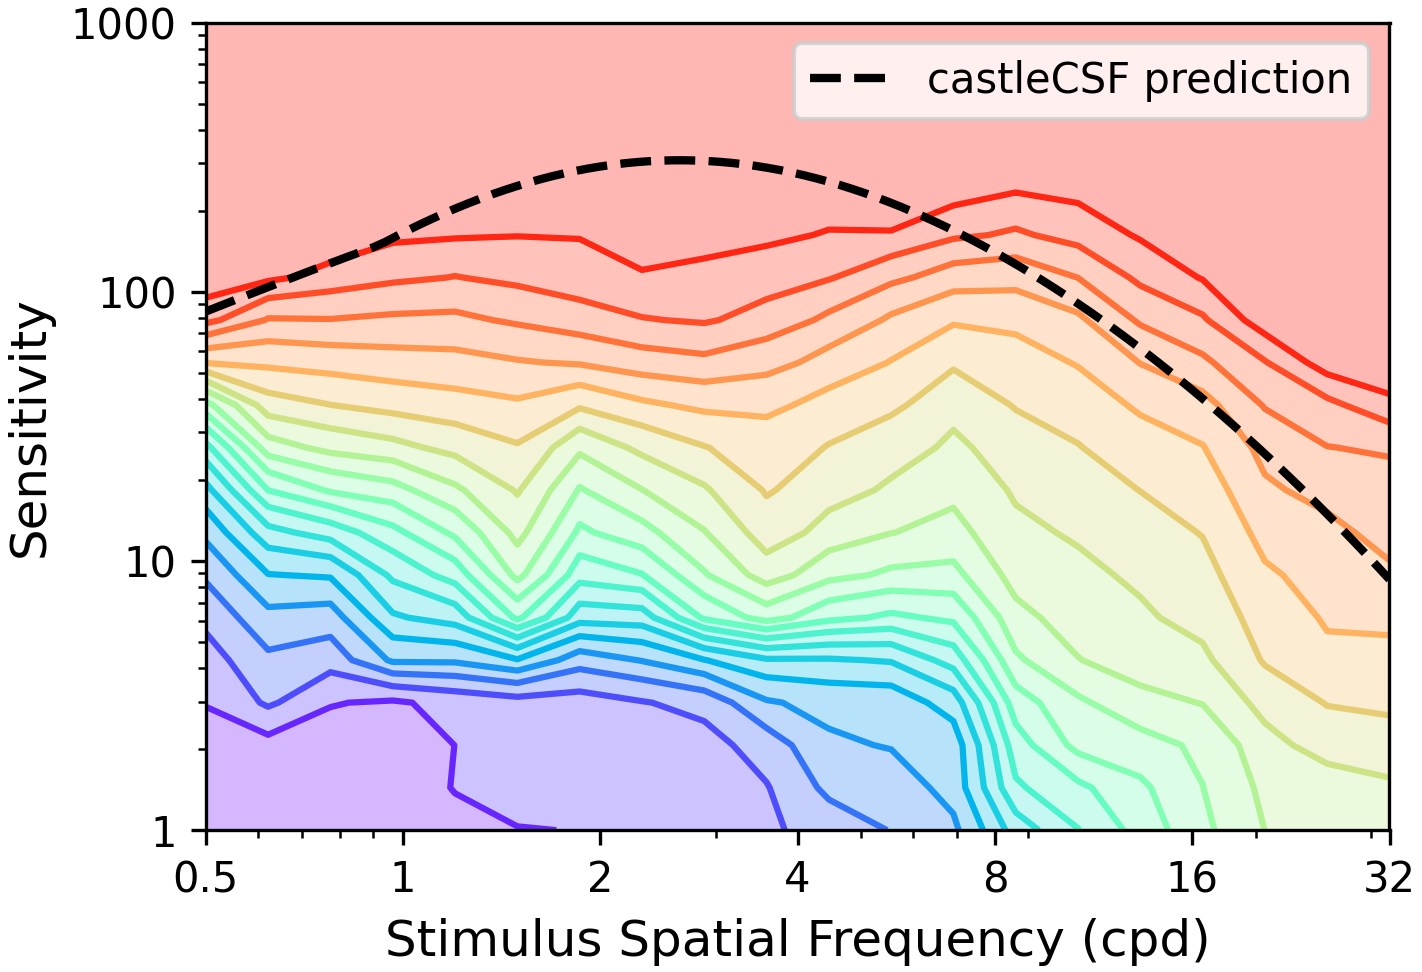 1000
castleCSF prediction
100
Sensitivity
10
1
0.5 1 2 4 8 16 32
Stimulus Spatial Frequency (cpd)